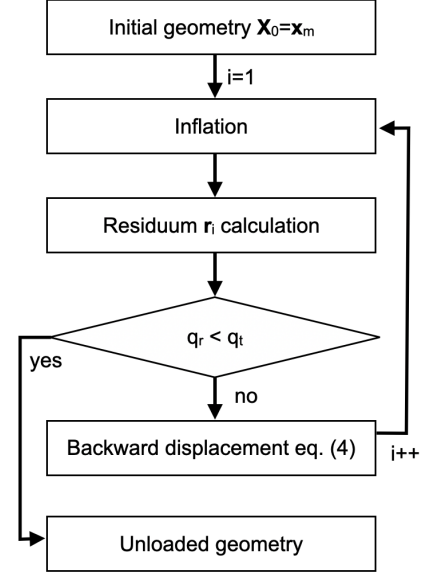 Initial geometry X₀=xₘ
i=1
Inflation
Residuum rᵢ calculation
qᵣ < qₜ
yes
no
Backward displacement eq. (4)
i++
Unloaded geometry